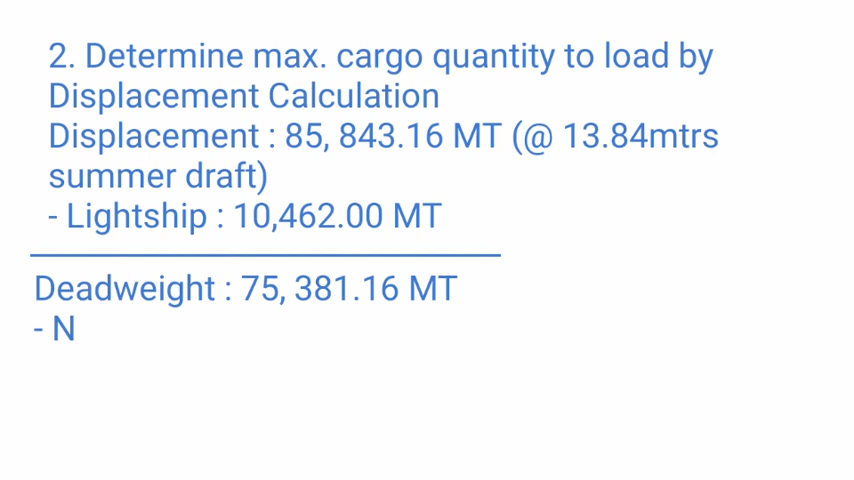 2. Determine max. cargo quantity to load by
Displacement Calculation
Displacement : 85, 843.16 MT (@ 13.84mtrs
summer draft)
- Lightship : 10,462.00 MT
Deadweight : 75, 381.16 MT
- N